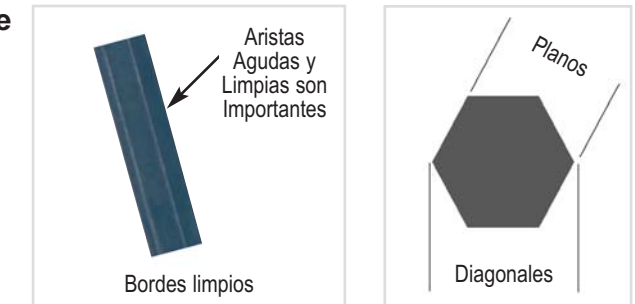 e
Aristas
Agudas y
Limpias son
Importantes
Bordes limpios
Planos
Diagonales